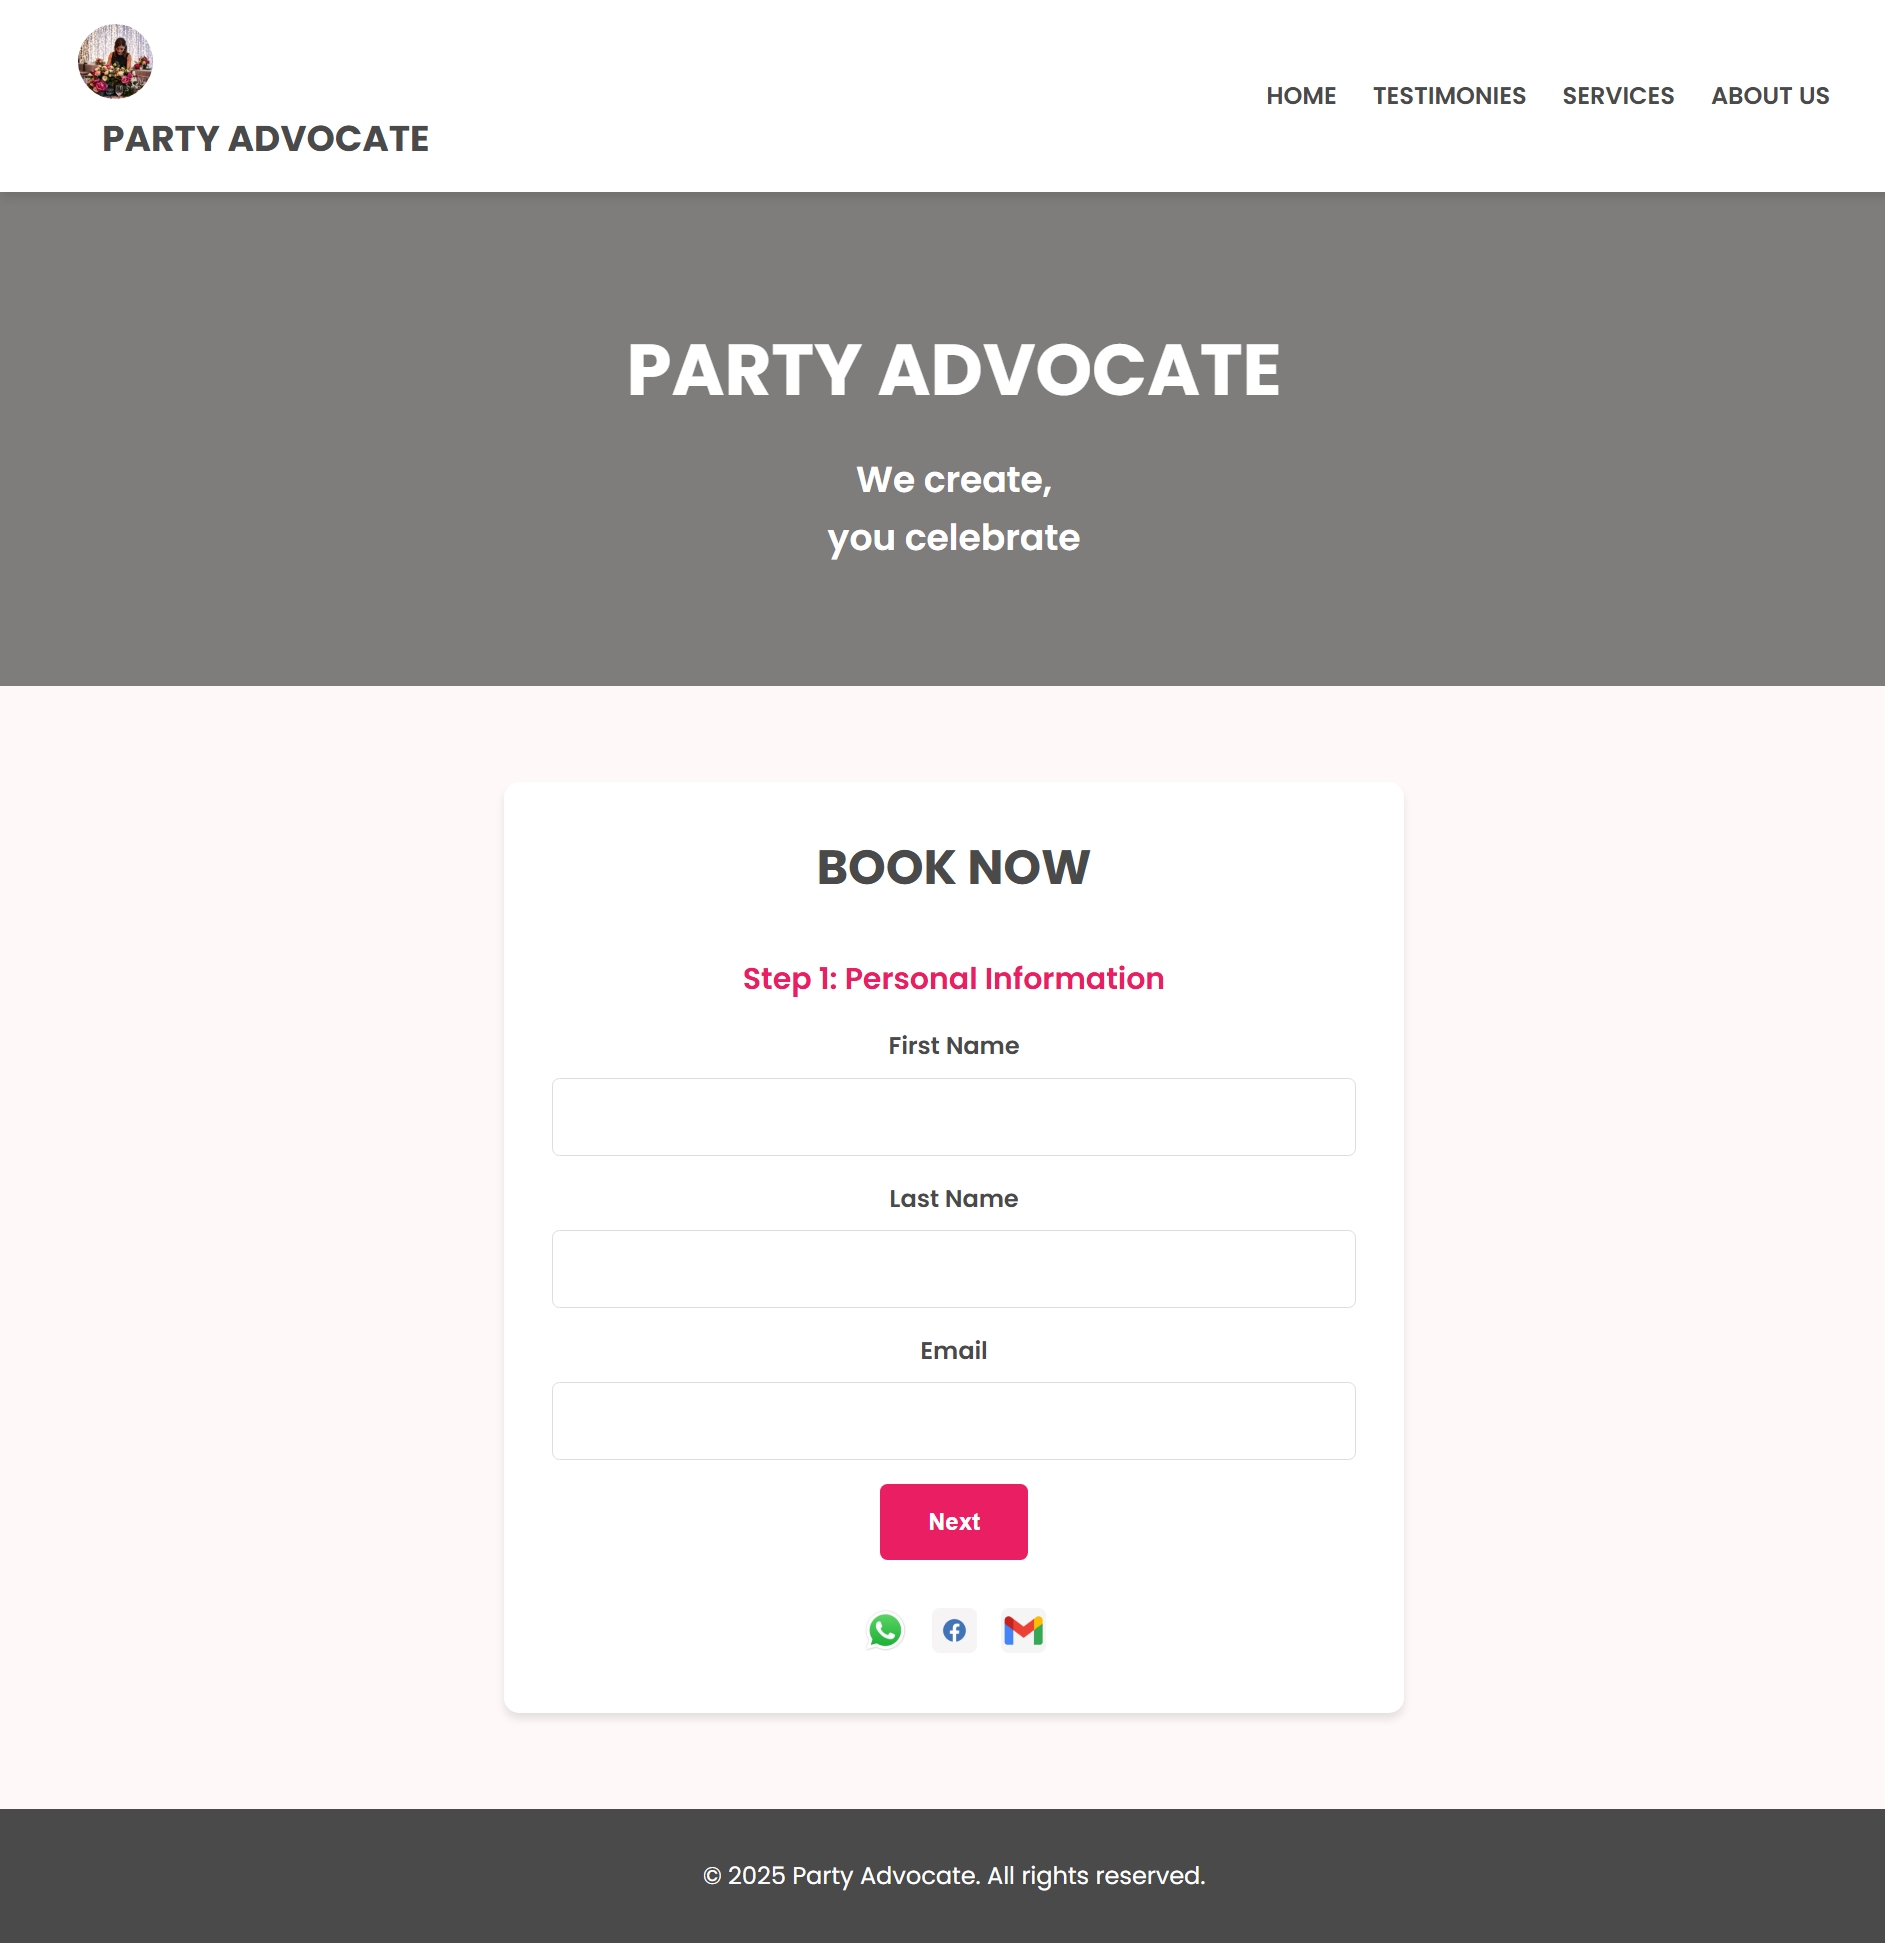 PARTY ADVOCATE
HOME TESTIMONIES SERVICES ABOUT US
PARTY ADVOCATE
We create,
you celebrate
BOOK NOW
Step 1: Personal Information
First Name
Last Name
Email
Next
© 2025 Party Advocate. All rights reserved.